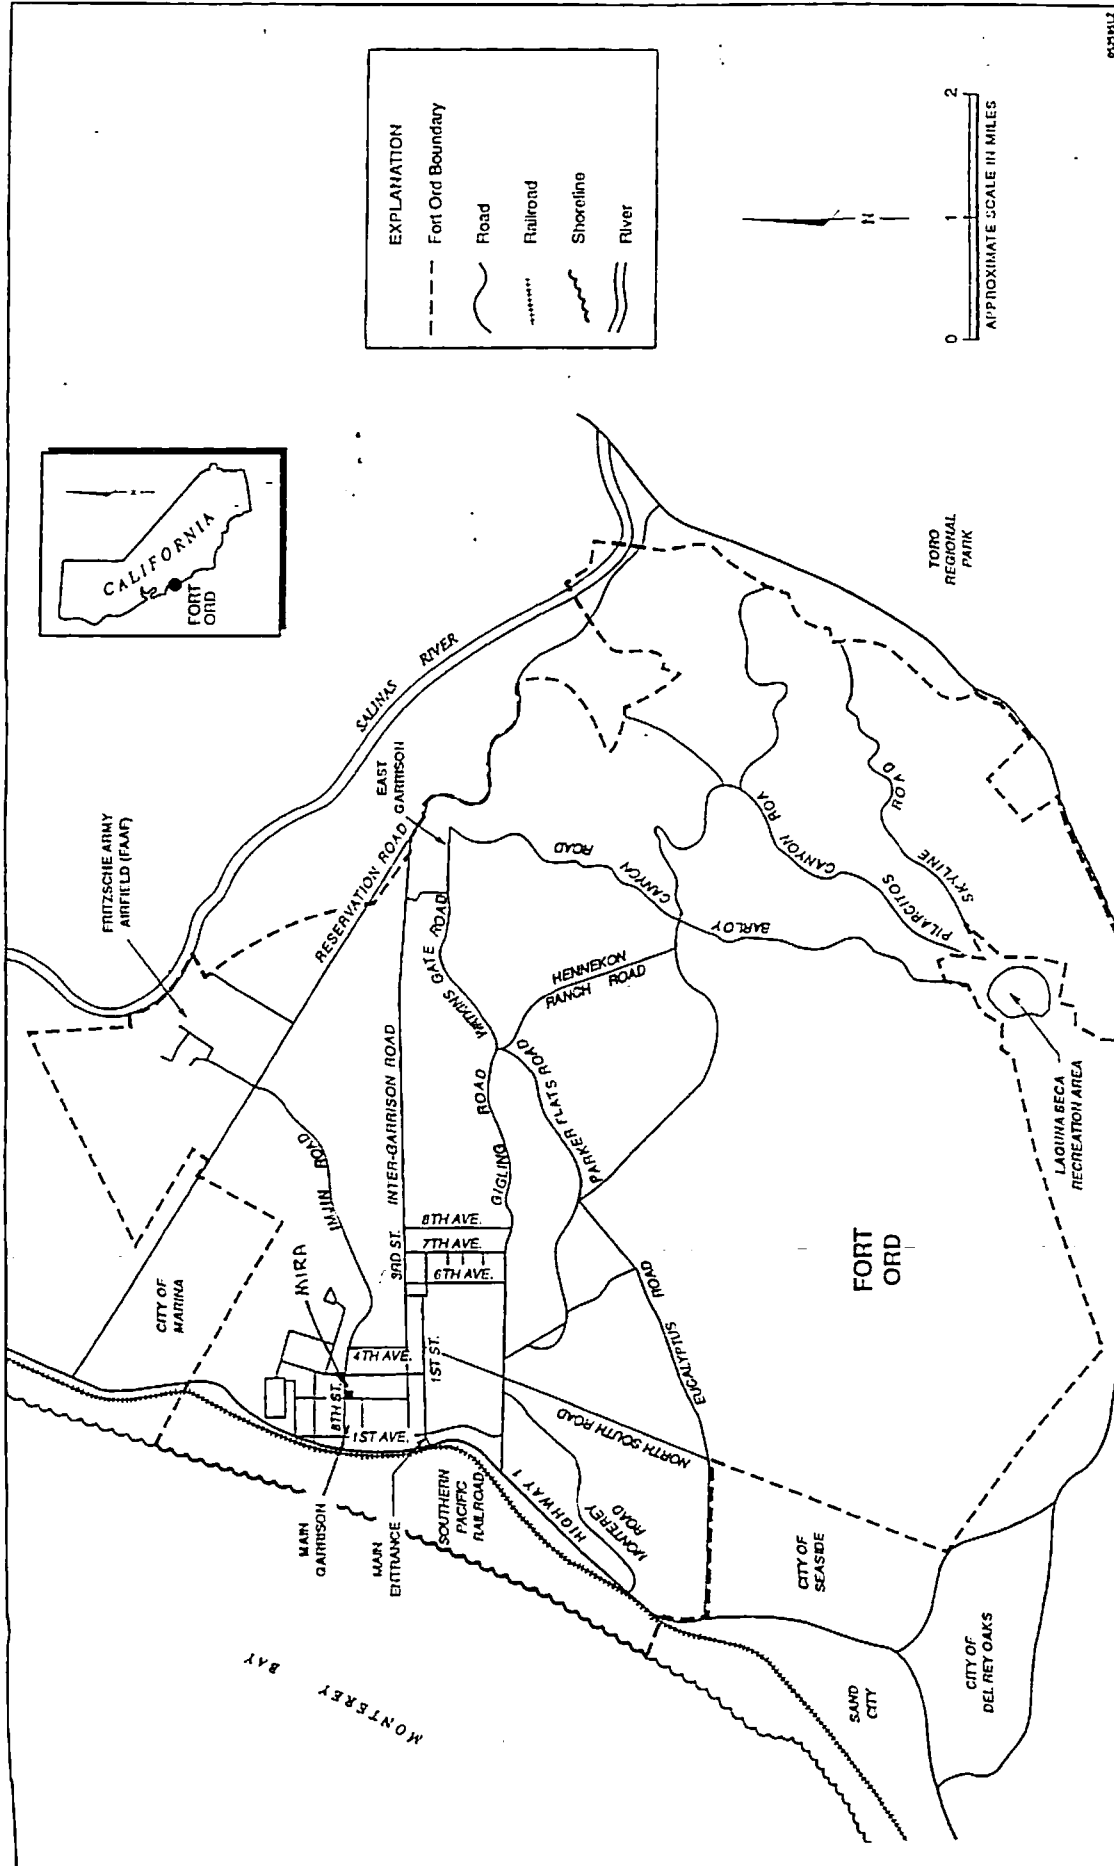 CALIFORNIA
FORT
ORD
EXPLANATION
Fort Ord Boundary
Road
Railroad
Shoreline
River
N
0 1 2
APPROXIMATE SCALE IN MILES
FRITZSCHE ARMY
AIRFIELD (FAAF)
SALINAS RIVER
RESERVATION ROAD
EAST
GARRISON
CITY OF
MARINA
IMJIN ROAD
MIRA
INTER-GARRISON ROAD
3RD ST.
8TH AVE.
7TH AVE.
6TH AVE.
4TH AVE.
1ST ST.
8TH ST.
1ST AVE.
MAIN
GARRISON
MAIN
ENTRANCE
SOUTHERN
PACIFIC
RAILROAD
HIGHWAY 1
MONTEREY BAY
WATKINS GATE ROAD
GIGLING ROAD
PARKER FLATS ROAD
HENNEKON
RANCH ROAD
BARLOY CANYON ROAD
PILARCITOS CANYON ROA
SKYLINE ROAD
TORO
REGIONAL
PARK
EUCALYPTUS ROAD
NORTH SOUTH ROAD
MONTEREY
ROAD
FORT
ORD
LAGUNA SECA
RECREATION AREA
CITY OF
SEASIDE
SAND
CITY
CITY OF
DEL REY OAKS